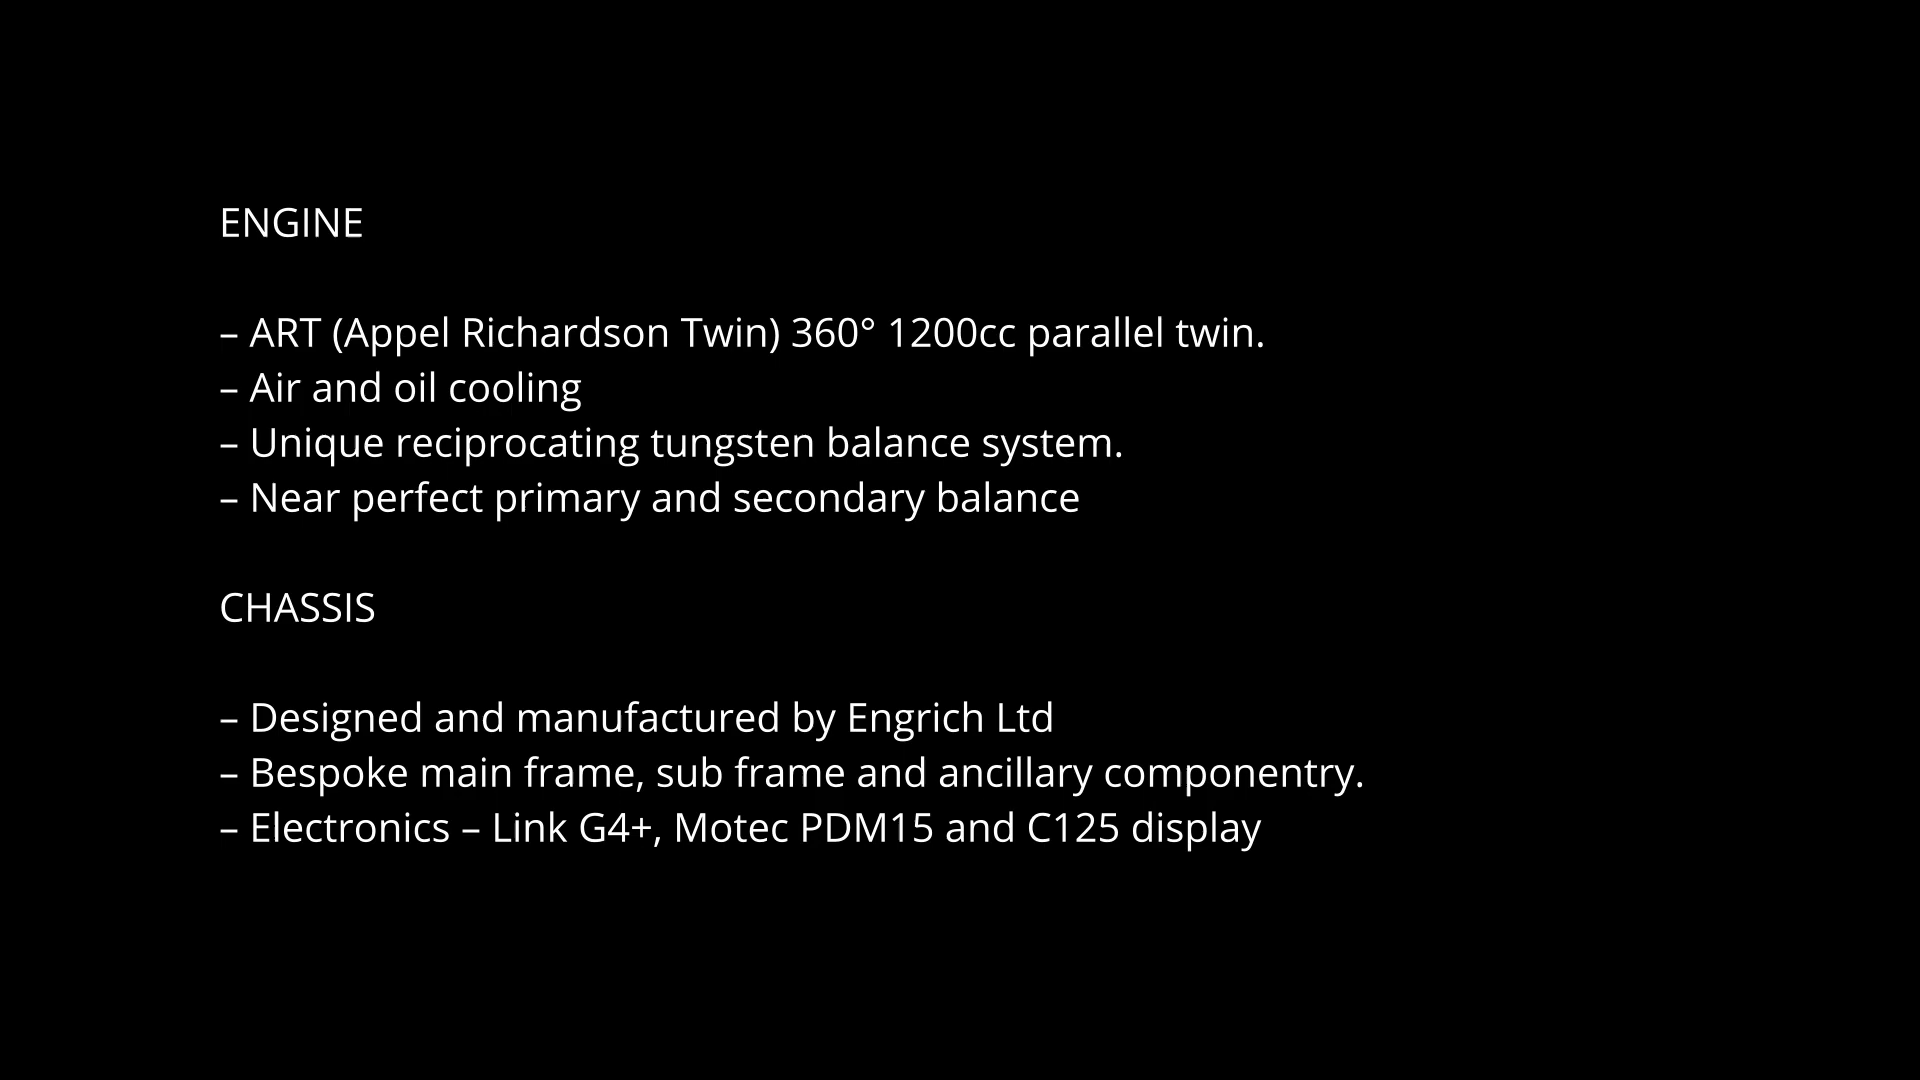 ENGINE
– ART (Appel Richardson Twin) 360° 1200cc parallel twin.
– Air and oil cooling
– Unique reciprocating tungsten balance system.
– Near perfect primary and secondary balance
CHASSIS
– Designed and manufactured by Engrich Ltd
– Bespoke main frame, sub frame and ancillary componentry.
– Electronics – Link G4+, Motec PDM15 and C125 display